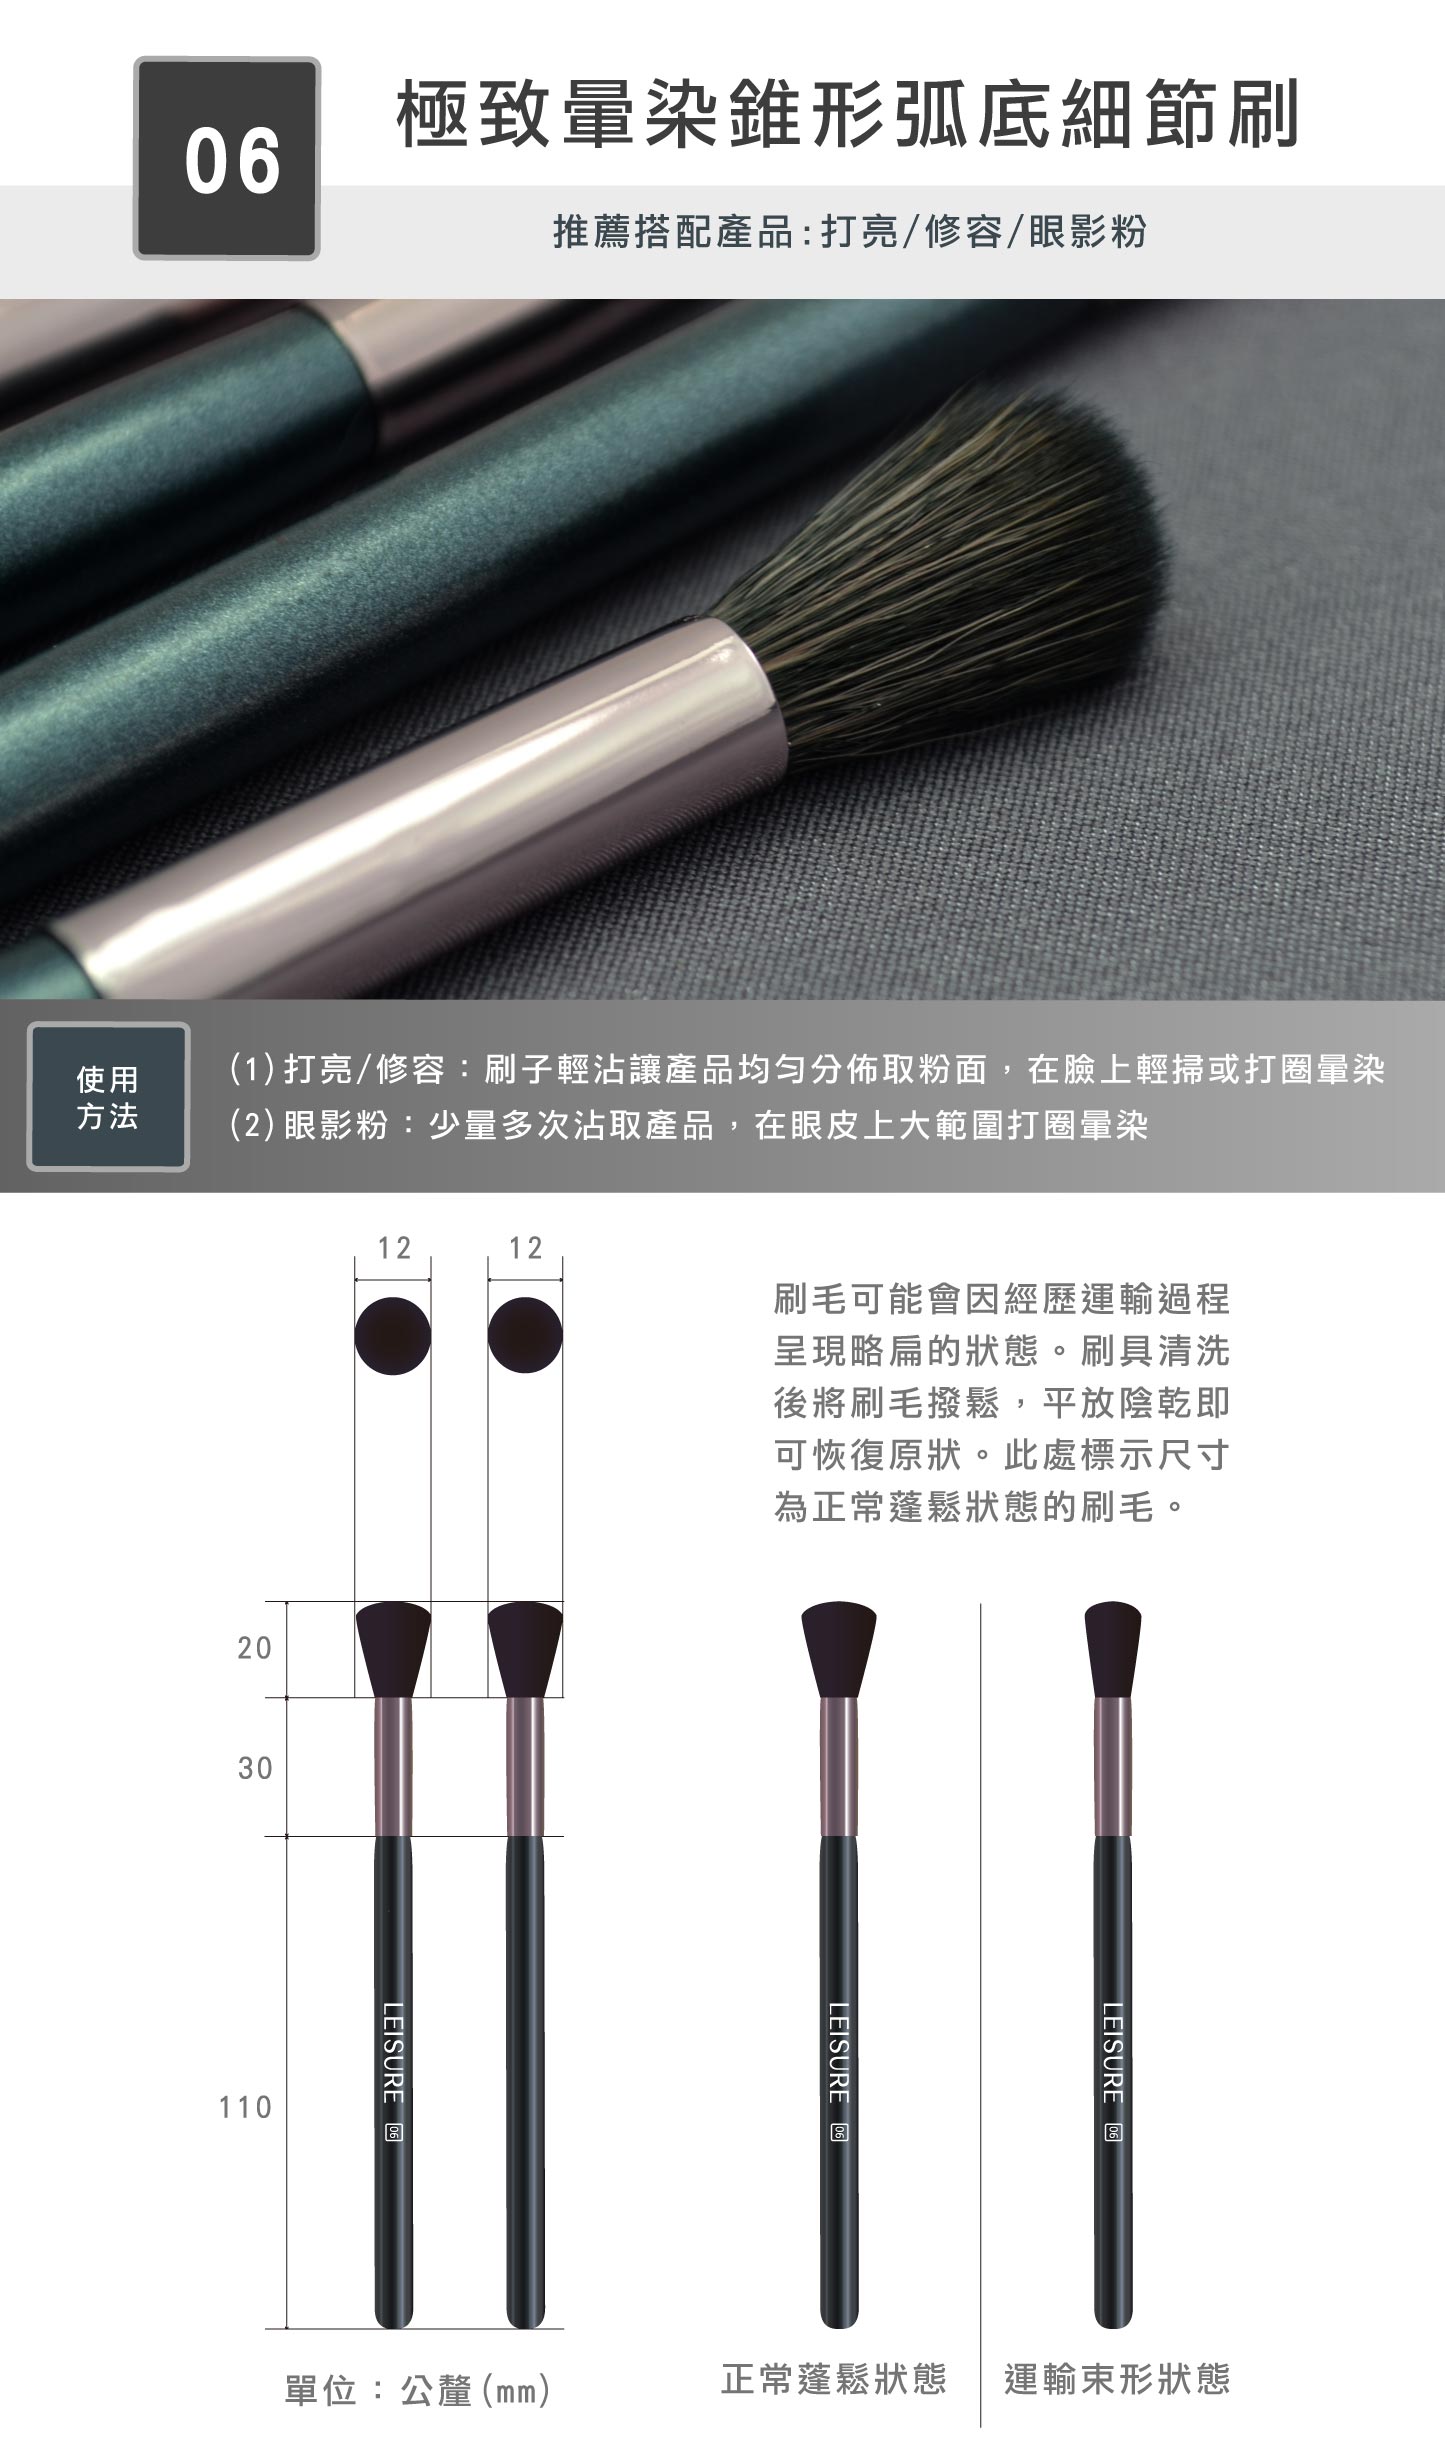 06
極致暈染錐形弧底細節刷
推薦搭配產品:打亮/修容/眼影粉
使用
方法
(1)打亮/修容：刷子輕沾讓產品均勻分佈取粉面，在臉上輕掃或打圈暈染
(2)眼影粉：少量多次沾取產品，在眼皮上大範圍打圈暈染
12
12
刷毛可能會因經歷運輸過程
呈現略扁的狀態。刷具清洗
後將刷毛撥鬆，平放陰乾即
可恢復原狀。此處標示尺寸
為正常蓬鬆狀態的刷毛。
20
30
110
LEISURE 06
LEISURE 06
LEISURE 06
單位：公釐(mm)
正常蓬鬆狀態
運輸束形狀態